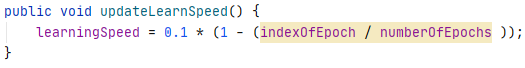 public void updateLearnSpeed() {
    learningSpeed = 0.1 * (1 - (indexOfEpoch / numberOfEpochs ));
}